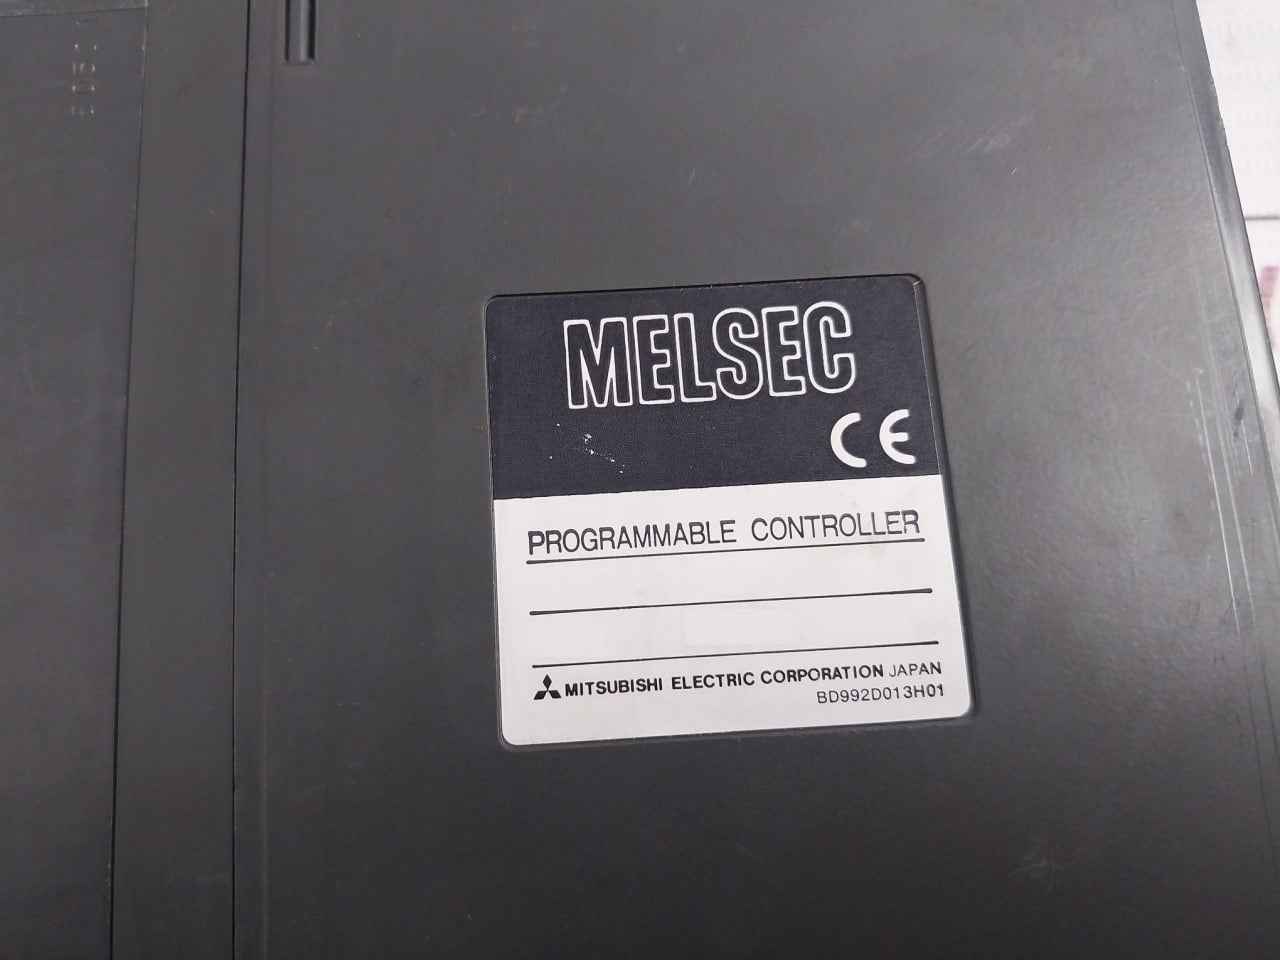 MELSEC
CE
PROGRAMMABLE CONTROLLER
MITSUBISHI ELECTRIC CORPORATION JAPAN
BD992D013H01